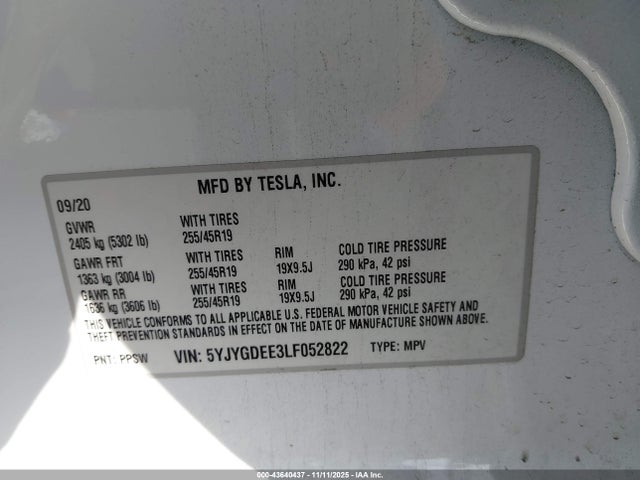 MFD BY TESLA, INC.
09/20
GVWR WITH TIRES
2405 kg (5302 lb) 255/45R19
GAWR FRT WITH TIRES RIM COLD TIRE PRESSURE
1363 kg (3004 lb) 255/45R19 19X9.5J 290 kPa, 42 psi
GAWR RR WITH TIRES RIM COLD TIRE PRESSURE
1636 kg (3606 lb) 255/45R19 19X9.5J 290 kPa, 42 psi
THIS VEHICLE CONFORMS TO ALL APPLICABLE U.S. FEDERAL MOTOR VEHICLE SAFETY AND
THEFT PREVENTION STANDARDS IN EFFECT ON THE DATE OF MANUFACTURE SHOWN ABOVE.
PNT: PPSW VIN: 5YJYGDEE3LF052822 TYPE: MPV
000-43640437 - 11/11/2025 - IAA Inc.